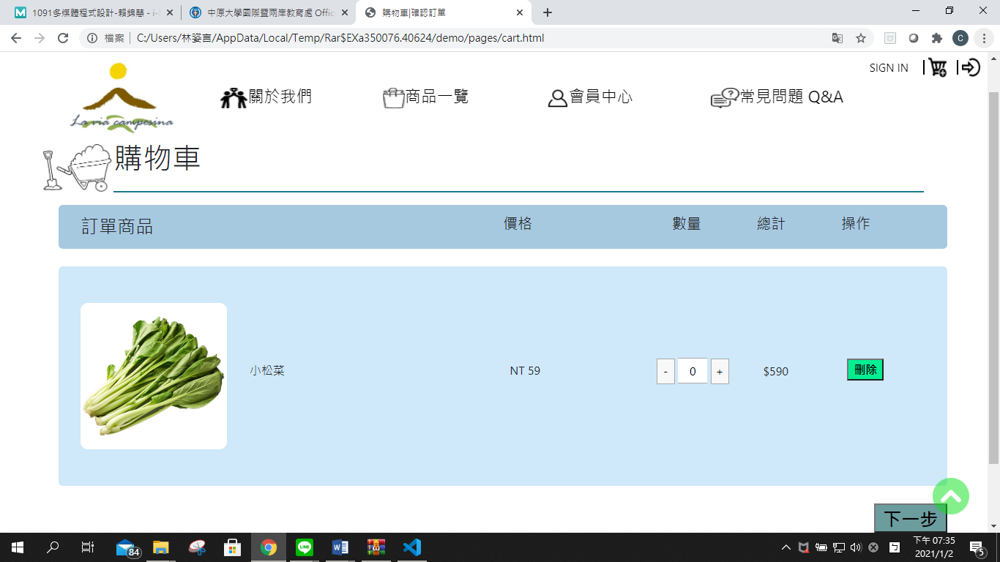 1091多媒體程式設計-賴錦慧 - i-
中原大學國際暨兩岸教育處 Offic
購物車|確認訂單
檔案
C:/Users/林姿言/AppData/Local/Temp/Rar$EXa350076.40624/demo/pages/cart.html
C
SIGN IN
La via campesina
關於我們
商品一覽
會員中心
常見問題 Q&A
購物車
訂單商品
價格
數量
總計
操作
小松菜
NT 59
-
0
+
$590
刪除
下一步
84
LINE
下午 07:35
2021/1/2
5